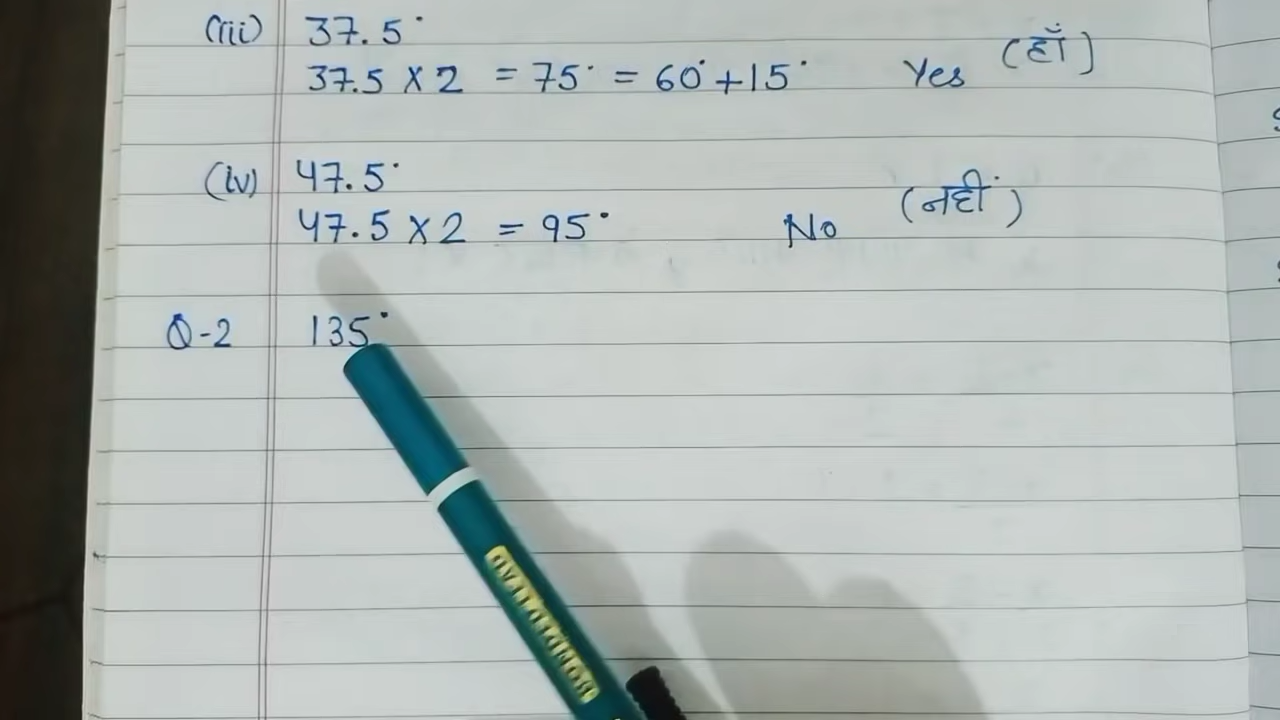 (iii) 37.5°
37.5 × 2 = 75° = 60° + 15° Yes (हाँ)
(iv) 47.5°
47.5 × 2 = 95° No (नहीं)
Q-2 135°